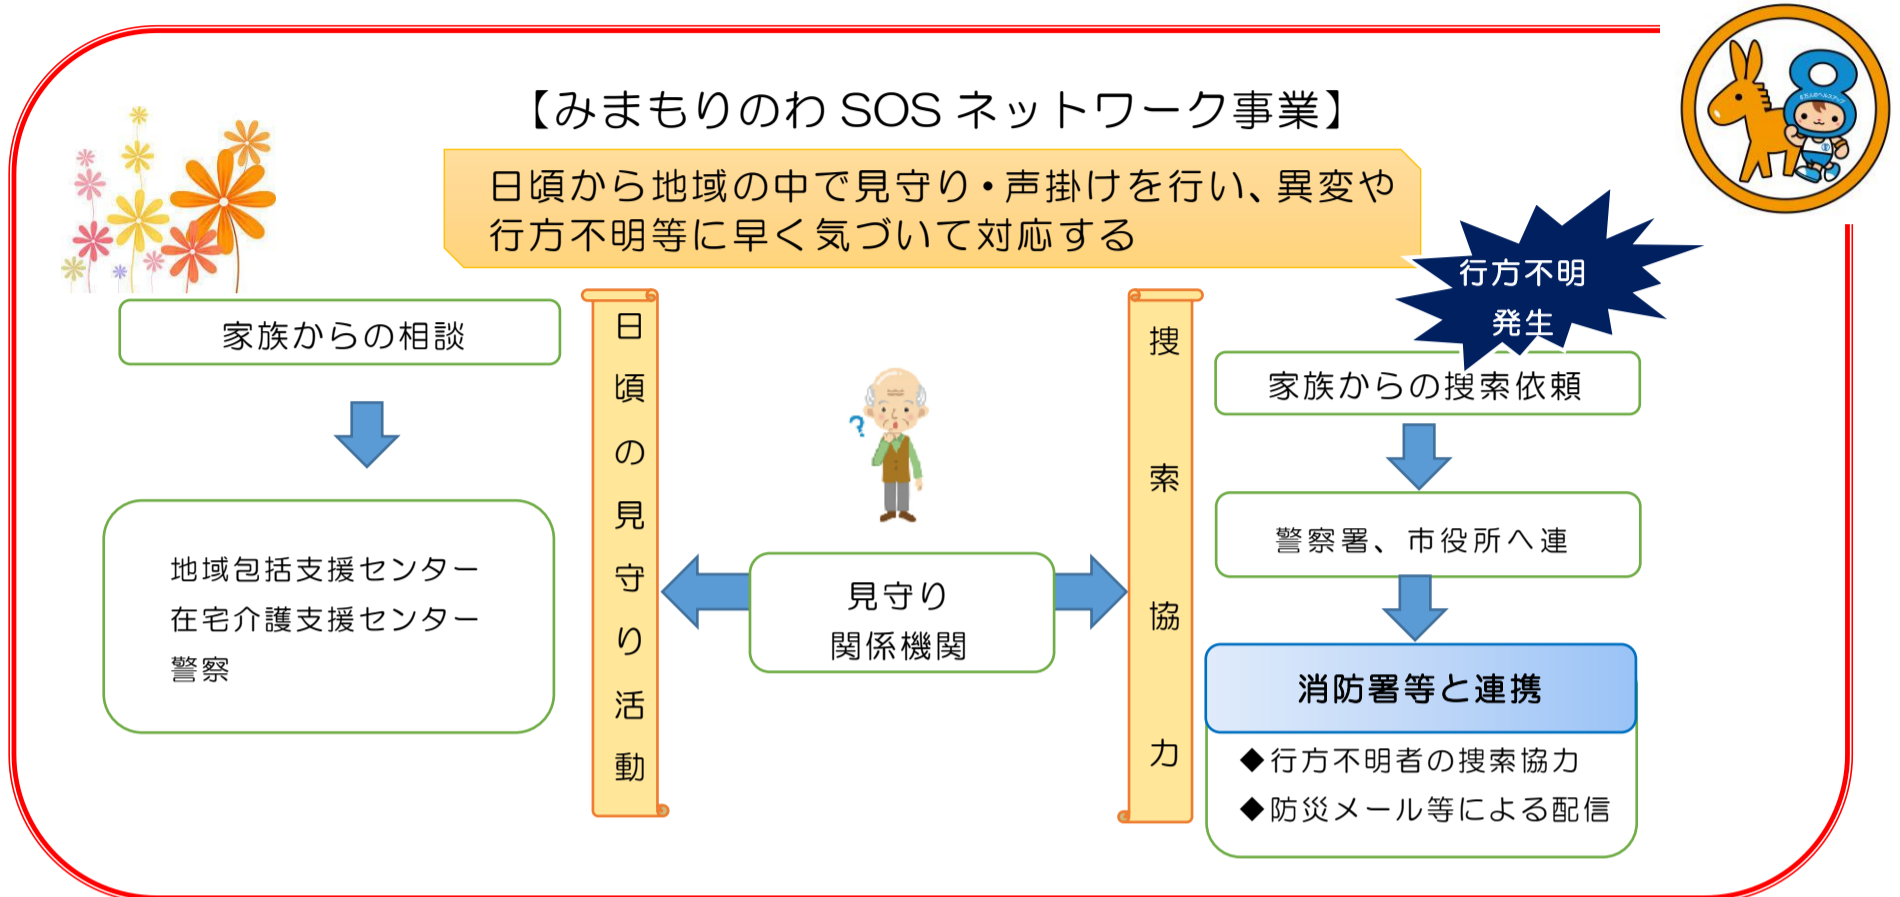 【みまもりのわ SOS ネットワーク事業】
日頃から地域の中で見守り・声掛けを行い、異変や
行方不明等に早く気づいて対応する
行方不明
発生
家族からの相談
地域包括支援センター
在宅介護支援センター
警察
日頃の見守り活動
見守り
関係機関
捜索協力
家族からの捜索依頼
警察署、市役所へ連
消防署等と連携
◆行方不明者の捜索協力
◆防災メール等による配信